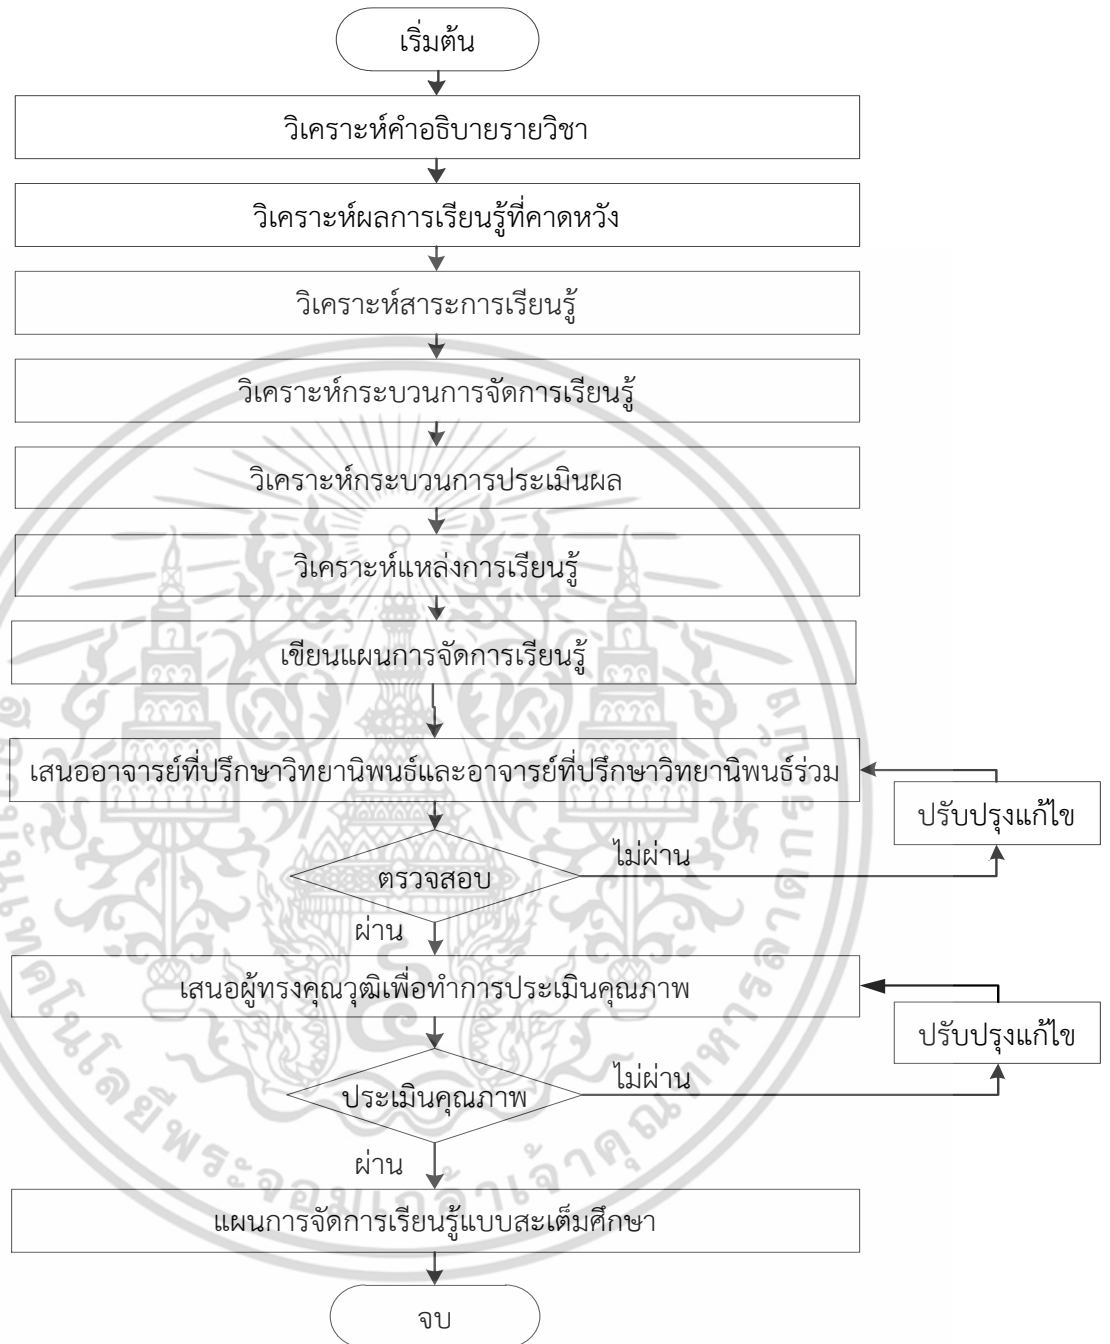 เริ่มต้น
วิเคราะห์คำอธิบายรายวิชา
วิเคราะห์ผลการเรียนรู้ที่คาดหวัง
วิเคราะห์สาระการเรียนรู้
วิเคราะห์กระบวนการจัดการเรียนรู้
วิเคราะห์กระบวนการประเมินผล
วิเคราะห์แหล่งการเรียนรู้
เขียนแผนการจัดการเรียนรู้
เสนออาจารย์ที่ปรึกษาวิทยานิพนธ์และอาจารย์ที่ปรึกษาวิทยานิพนธ์ร่วม
ปรับปรุงแก้ไข
ไม่ผ่าน
ตรวจสอบ
ผ่าน
เสนอผู้ทรงคุณวุฒิเพื่อทำการประเมินคุณภาพ
ปรับปรุงแก้ไข
ไม่ผ่าน
ประเมินคุณภาพ
ผ่าน
แผนการจัดการเรียนรู้แบบสะเต็มศึกษา
จบ